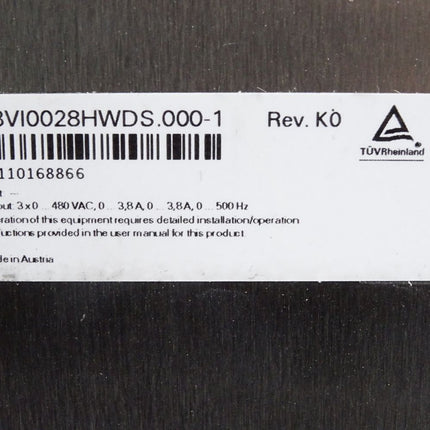 8VI0028HWDS.000-1 Rev. K0
TÜVRheinland
110168866
t: ---
out: 3 x 0 ... 480 VAC, 0 ... 3,8 A, 0 ... 3,8 A, 0 ... 500 Hz
eration of this equipment requires detailed installation/operation
uctions provided in the user manual for this product.
de in Austria